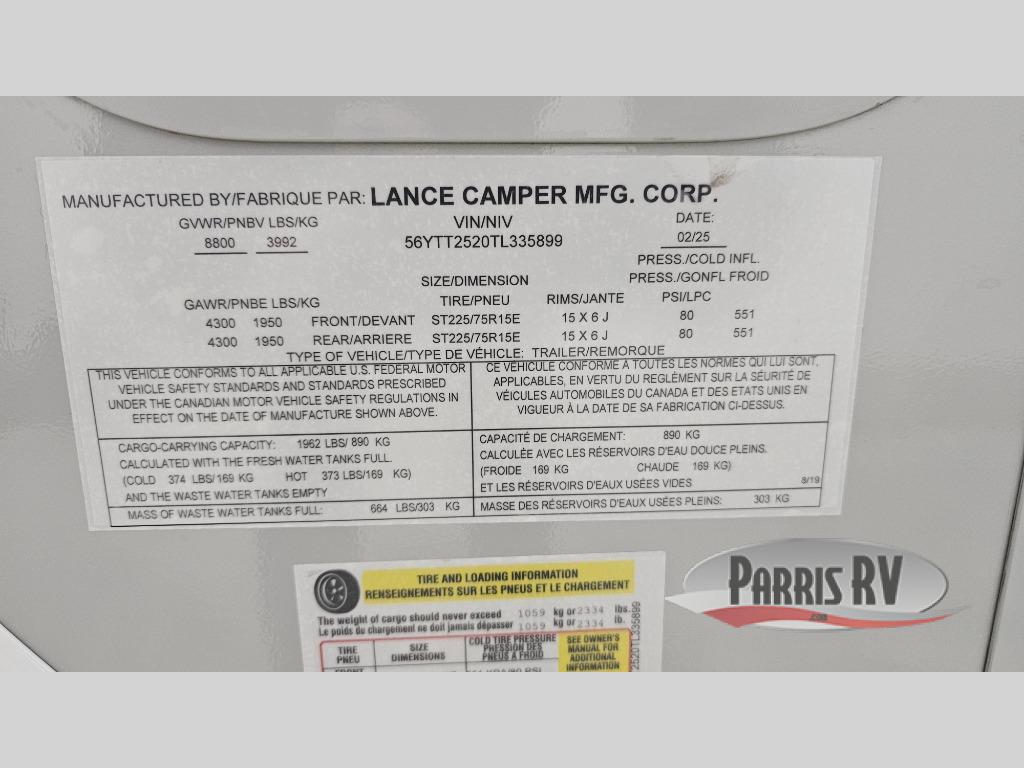 MANUFACTURED BY/FABRIQUE PAR: LANCE CAMPER MFG. CORP.
GVWR/PNBV LBS/KG VIN/NIV DATE:
8800 3992 56YTT2520TL335899 02/25
PRESS./COLD INFL.
SIZE/DIMENSION PRESS./GONFL FROID
GAWR/PNBE LBS/KG TIRE/PNEU RIMS/JANTE PSI/LPC
4300 1950 FRONT/DEVANT ST225/75R15E 15 X 6 J 80 551
4300 1950 REAR/ARRIERE ST225/75R15E 15 X 6 J 80 551
TYPE OF VEHICLE/TYPE DE VÉHICLE: TRAILER/REMORQUE
THIS VEHICLE CONFORMS TO ALL APPLICABLE U.S. FEDERAL MOTOR
VEHICLE SAFETY STANDARDS AND STANDARDS PRESCRIBED
UNDER THE CANADIAN MOTOR VEHICLE SAFETY REGULATIONS IN
EFFECT ON THE DATE OF MANUFACTURE SHOWN ABOVE.
CE VÉHICULE CONFORME A TOUTES LES NORMES QUI LUI SONT,
APPLICABLES, EN VERTU DU REGLEMENT SUR LA SÉURITÉ DE
VÉICULES AUTOMOBILES DU CANADA ET DES ETATS UNIS EN
VIGUEUR À LA DATE DE SA FABRICATION CI-DESSUS.
CARGO-CARRYING CAPACITY: 1962 LBS/ 890 KG
CALCULATED WITH THE FRESH WATER TANKS FULL.
(COLD 374 LBS/169 KG HOT 373 LBS/169 KG)
AND THE WASTE WATER TANKS EMPTY
MASS OF WASTE WATER TANKS FULL: 664 LBS/303 KG
CAPACITÉ DE CHARGEMENT: 890 KG
CALCULÉE AVEC LES RÉSERVOIRS D'EAU DOUCE PLEINS.
(FROIDE 169 KG CHAUDE 169 KG)
ET LES RÉSERVOIRS D'EAUX USÉES VIDES 8/19
MASSE DES RÉSERVOIRS D'EAUX USÉES PLEINS: 303 KG
TIRE AND LOADING INFORMATION
RENSEIGNEMENTS SUR LES PNEUS ET LE CHARGEMENT
The weight of cargo should never exceed 1059 kg or 2334 lbs.
Le poids du chargement ne doit jamais dépasser 1059 kg or 2334 lb.
TIRE SIZE COLD TIRE PRESSURE
PNEU DIMENSIONS PRESSION DES
PNEUS A FROID
SEE OWNER'S
MANUAL FOR
ADDITIONAL
INFORMATION
2520TL335899
PARRIS RV
.com